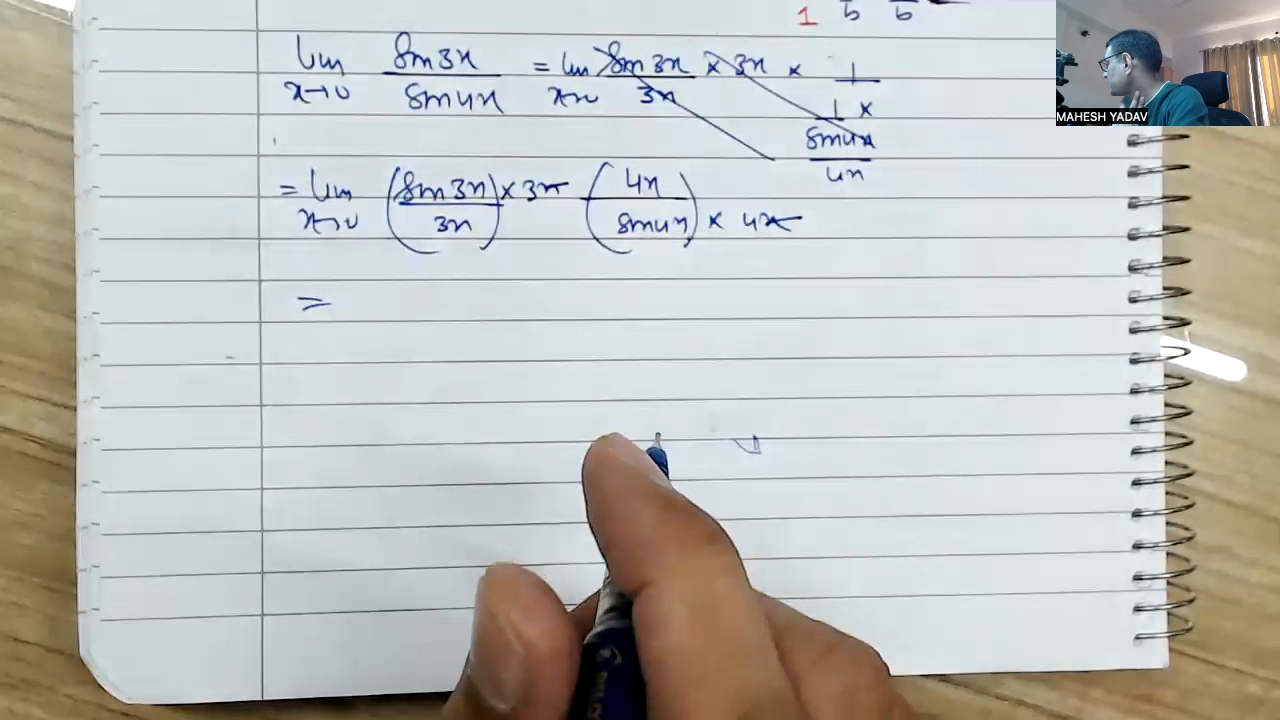 1 b b
lim sin3x = lim sin3x × 3x × 1
x→0 sin4x x→0 3x 1 ×
sin4x
4x
= lim (sin3x) × 3x (4x)
x→0 (3x) (sin4x) × 4x
=
MAHESH YADAV